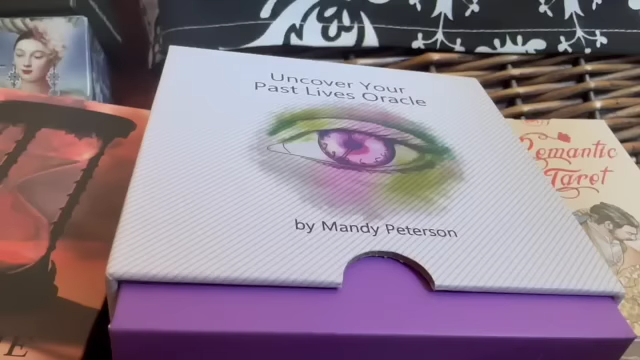 Uncover Your
Past Lives Oracle
by Mandy Peterson
Romantic
Tarot